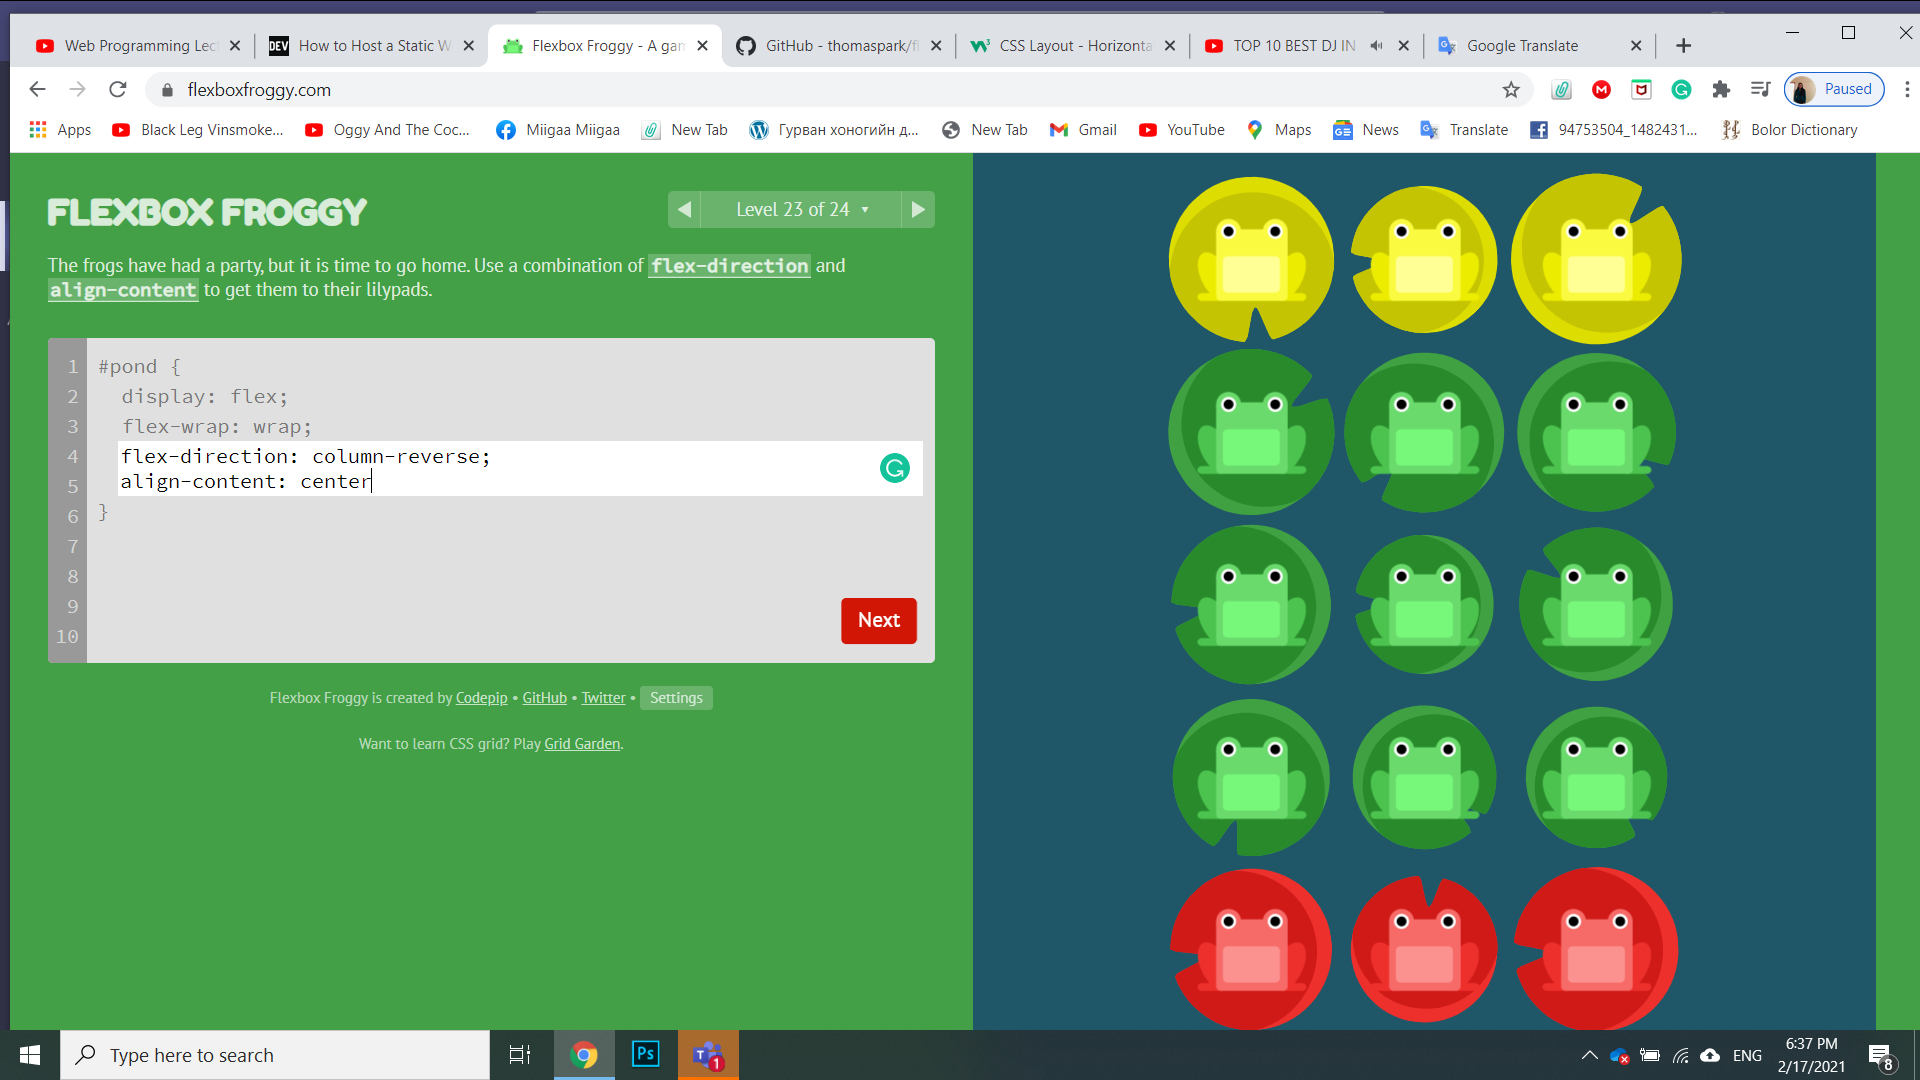 Web Programming Lec
How to Host a Static W
Flexbox Froggy - A gam
GitHub - thomaspark/fl
CSS Layout - Horizonta
TOP 10 BEST DJ IN
Google Translate
flexboxfroggy.com
Paused
Apps
Black Leg Vinsmoke...
Oggy And The Coc...
Miigaa Miigaa
New Tab
Гурван хоногийн д...
New Tab
Gmail
YouTube
Maps
News
Translate
94753504_1482431...
Bolor Dictionary
FLEXBOX FROGGY
Level 23 of 24
The frogs have had a party, but it is time to go home. Use a combination of flex-direction and
align-content to get them to their lilypads.
1 #pond {
2 display: flex;
3 flex-wrap: wrap;
4 flex-direction: column-reverse;
5 align-content: center
6 }
7
8
9
10
Next
Flexbox Froggy is created by Codepip • GitHub • Twitter • Settings
Want to learn CSS grid? Play Grid Garden.
Type here to search
Ps
1
ENG
6:37 PM
2/17/2021
8